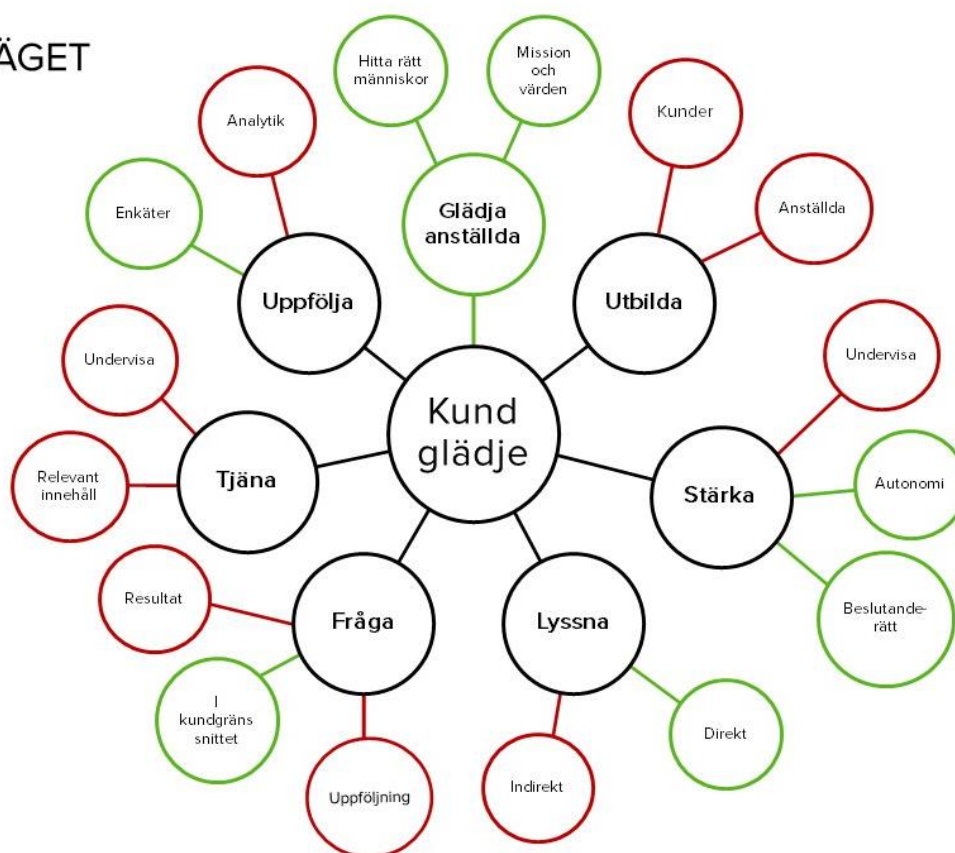 ÄGET
Hitta rätt
människor
Mission
och
värden
Analytik
Kunder
Enkäter
Glädja
anställda
Anställda
Uppfölja
Utbilda
Undervisa
Undervisa
Kund
glädje
Relevant
innehåll
Tjäna
Stärka
Autonomi
Resultat
Fråga
Lyssna
Beslutande-
rätt
I
kundgräns
snittet
Direkt
Uppföljning
Indirekt